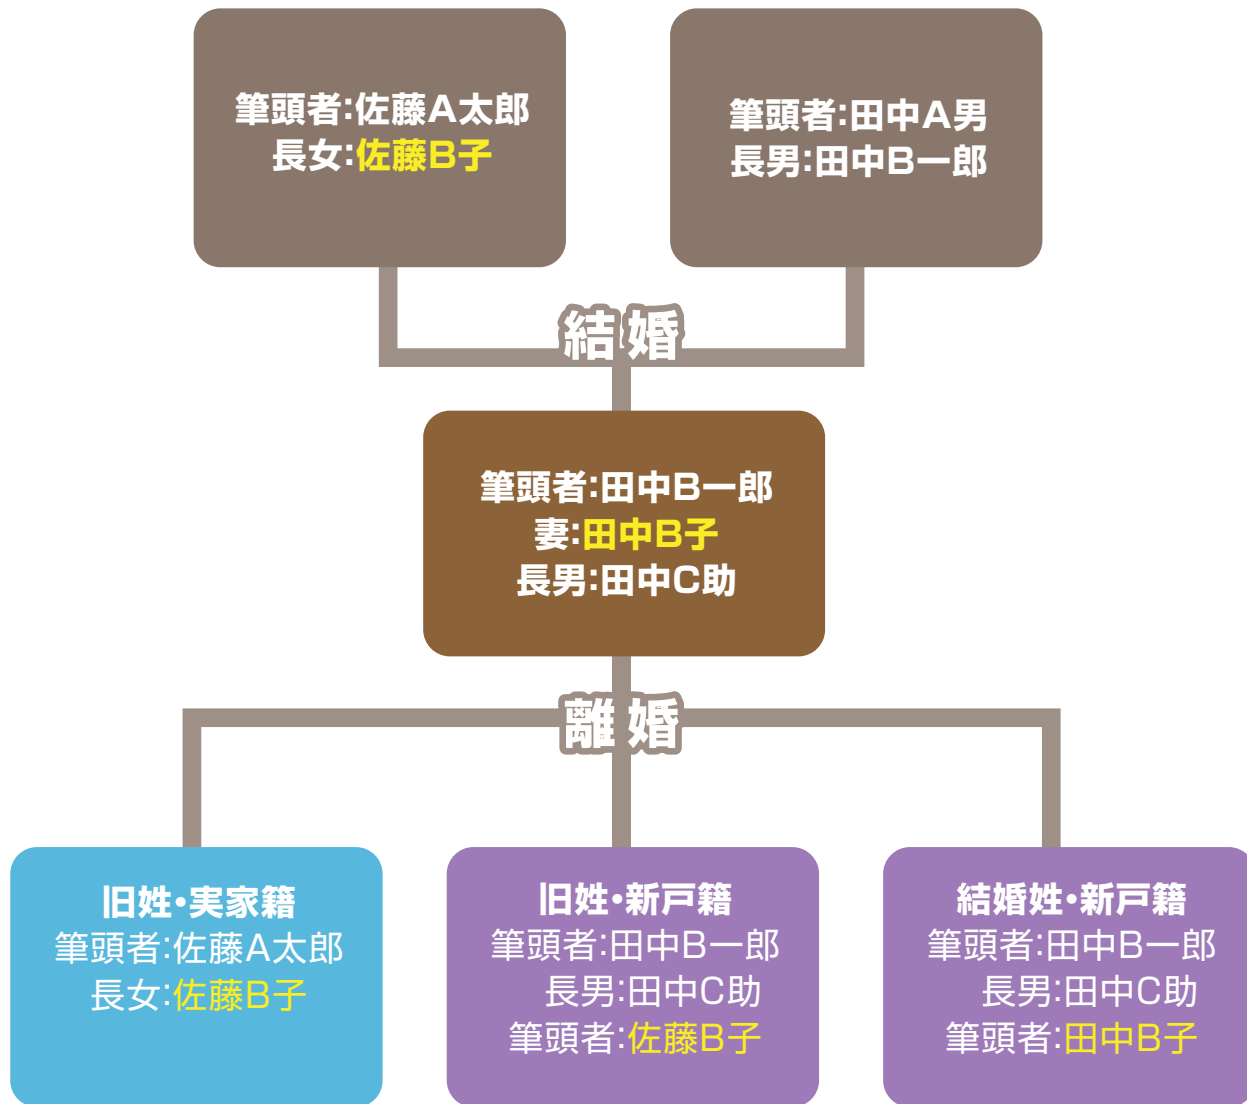 筆頭者:佐藤A太郎
長女:佐藤B子
筆頭者:田中A男
長男:田中B一郎
結婚
筆頭者:田中B一郎
妻:田中B子
長男:田中C助
離婚
旧姓・実家籍
筆頭者:佐藤A太郎
長女:佐藤B子
旧姓・新戸籍
筆頭者:田中B一郎
長男:田中C助
筆頭者:佐藤B子
結婚姓・新戸籍
筆頭者:田中B一郎
長男:田中C助
筆頭者:田中B子